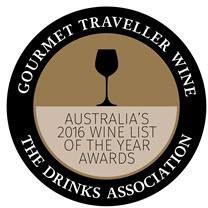 GOURMET TRAVELLER WINE
AUSTRALIA'S
2016 WINE LIST
OF THE YEAR
AWARDS
THE DRINKS ASSOCIATION